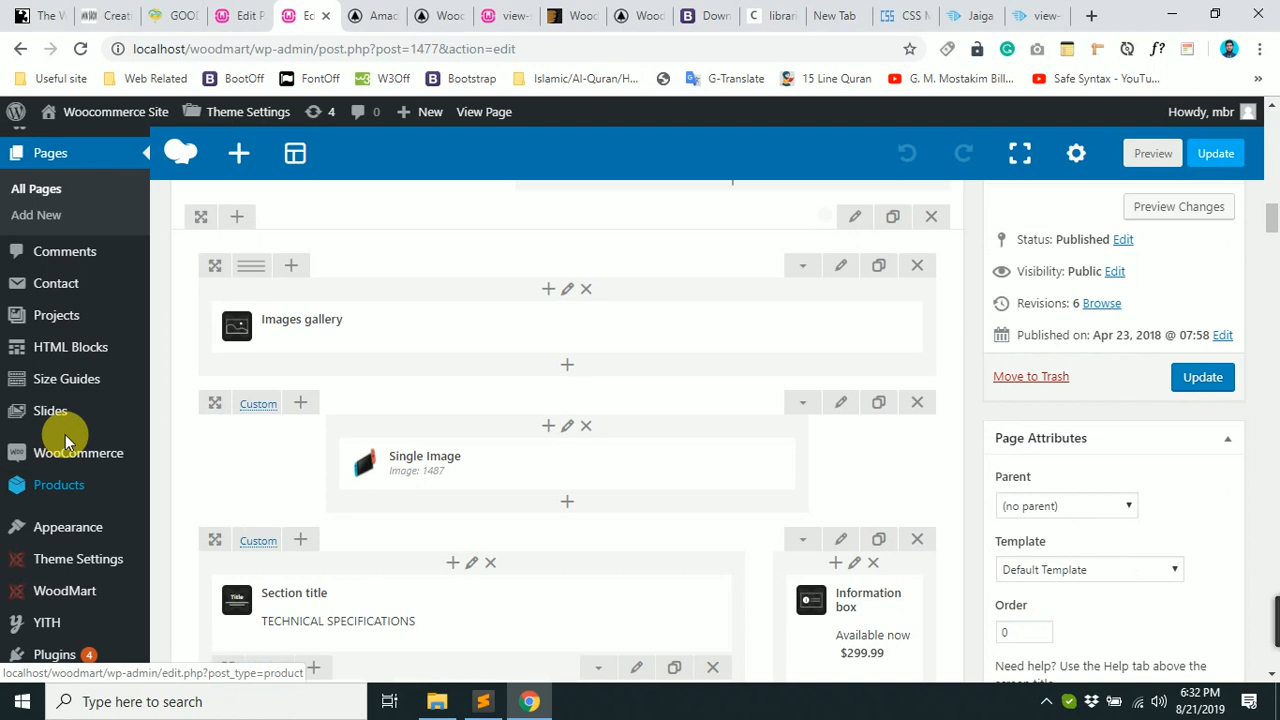 The W
Creat
GOO
Edit P
Ec
Amad
Wooc
view-
Wood
Wood
Down
librar
New Tab
CSS M
Jaiga
view-
localhost/woodmart/wp-admin/post.php?post=1477&action=edit
Useful site
Web Related
BootOff
FontOff
W3Off
Bootstrap
Islamic/Al-Quran/H...
G-Translate
15 Line Quran
G. M. Mostakim Bill...
Safe Syntax - YouTu...
»
Woocommerce Site
Theme Settings
4
0
New
View Page
Howdy, mbr
Pages
Preview
Update
All Pages
Add New
Comments
Contact
Projects
HTML Blocks
Size Guides
Slides
WooCommerce
Products
Appearance
Theme Settings
WoodMart
YITH
Plugins 4
Images gallery
Custom
Single Image
Image: 1487
Custom
Title
Section title
TECHNICAL SPECIFICATIONS
Information
box
Available now
$299.99
Preview Changes
Status: Published Edit
Visibility: Public Edit
Revisions: 6 Browse
Published on: Apr 23, 2018 @ 07:58 Edit
Move to Trash
Update
Page Attributes
Parent
(no parent)
Template
Default Template
Order
0
Need help? Use the Help tab above the
screen title.
localhost/woodmart/wp-admin/edit.php?post_type=product
Type here to search
6:32 PM
8/21/2019